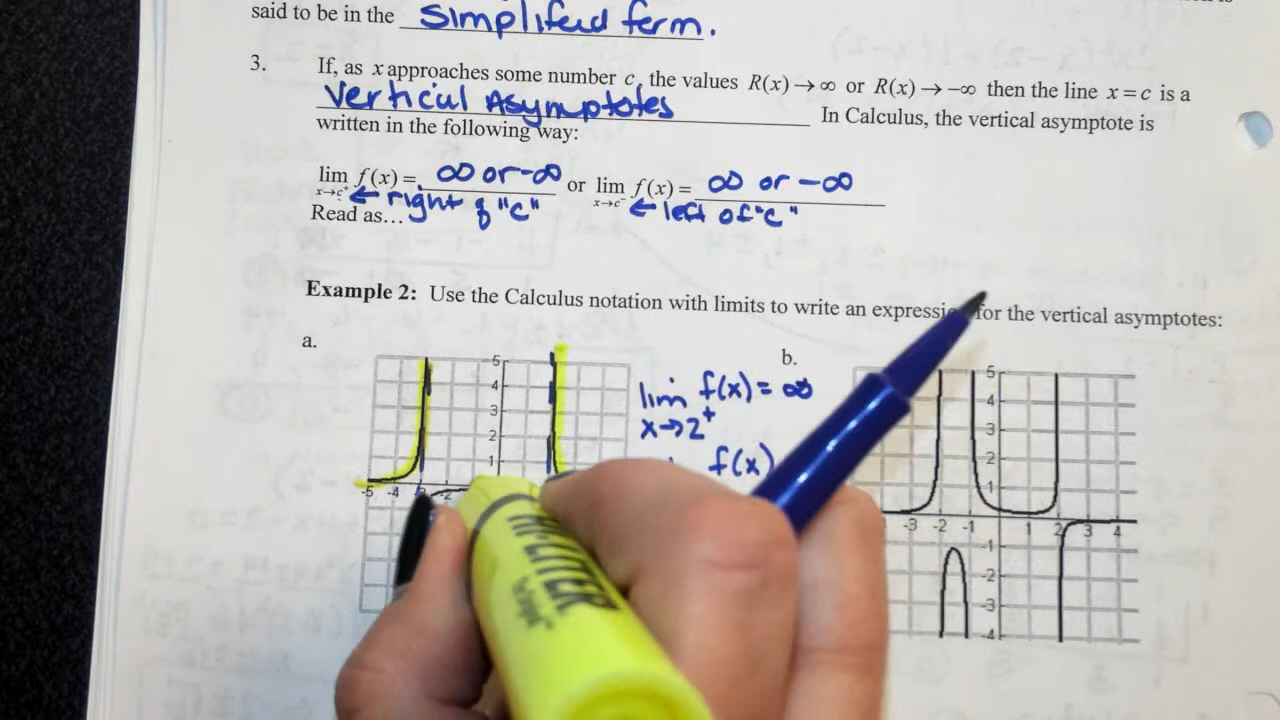 said to be in the Simplifeid form.
3. If, as x approaches some number c, the values R(x) → ∞ or R(x) → -∞ then the line x = c is a
Vertical Asymptotes In Calculus, the vertical asymptote is
written in the following way:
lim f(x) = ∞ or -∞ or lim f(x) = ∞ or -∞
x→c⁺ ← right of "c" x→c⁻ ← left of "c"
Read as...
Example 2: Use the Calculus notation with limits to write an expression for the vertical asymptotes:
a. b.
lim f(x) = ∞
x→2⁺
f(x)
5
4
3
2
1
-5 -4 -2
5
4
3
2
1
-3 -2 -1 1 2 3 4
-1
-2
-3
-4
HI-LITER